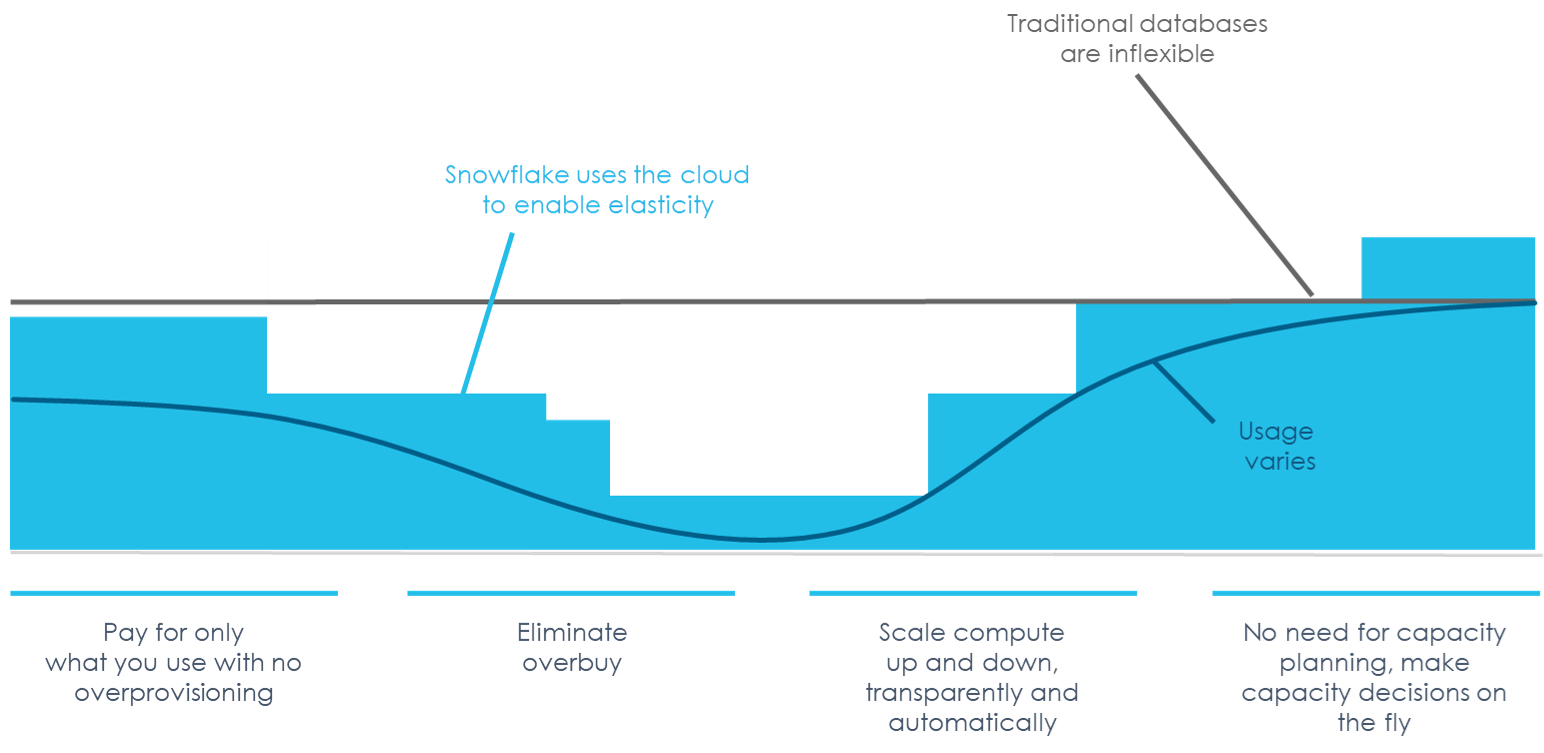 Traditional databases
are inflexible
Snowflake uses the cloud
to enable elasticity
Usage
varies
Pay for only
what you use with no
overprovisioning
Eliminate
overbuy
Scale compute
up and down,
transparently and
automatically
No need for capacity
planning, make
capacity decisions on
the fly